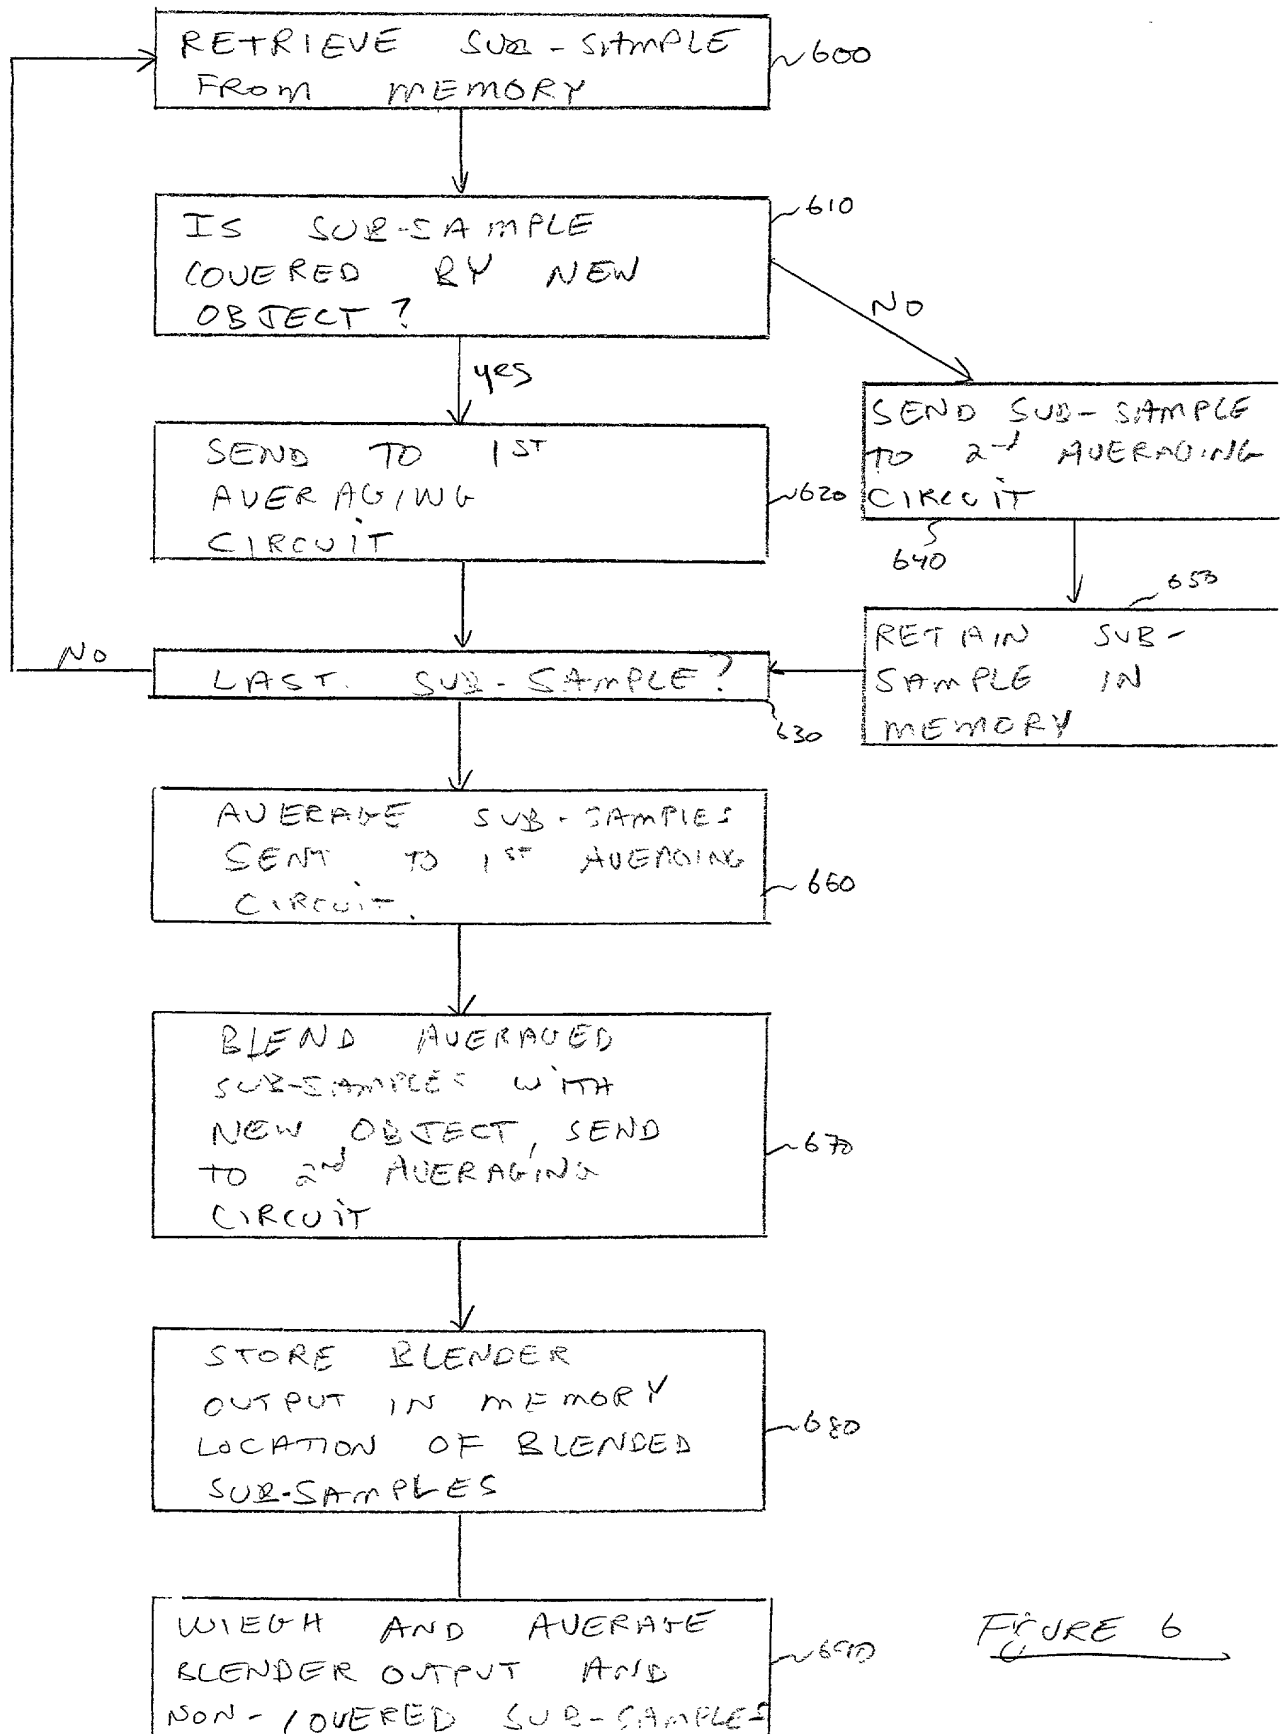 RETRIEVE SUB-SAMPLE
FROM MEMORY
600
IS SUB-SAMPLE
COVERED BY NEW
OBJECT?
610
NO
yes
SEND TO 1ST
AVERAGING
CIRCUIT
620
SEND SUB-SAMPLE
TO 2nd AVERAGING
CIRCUIT
640
650
RETAIN SUB-
SAMPLE IN
MEMORY
NO
LAST. SUB-SAMPLE?
630
AVERAGE SUB-SAMPLES
SENT TO 1ST AVERAGING
CIRCUIT.
660
BLEND AVERAGED
SUB-SAMPLES WITH
NEW OBJECT, SEND
TO 2nd AVERAGING
CIRCUIT
670
STORE BLENDER
OUTPUT IN MEMORY
LOCATION OF BLENDED
SUB-SAMPLES
680
WIEGH AND AVERAGE
BLENDER OUTPUT AND
NON-COVERED SUB-SAMPLES
690
FIGURE 6